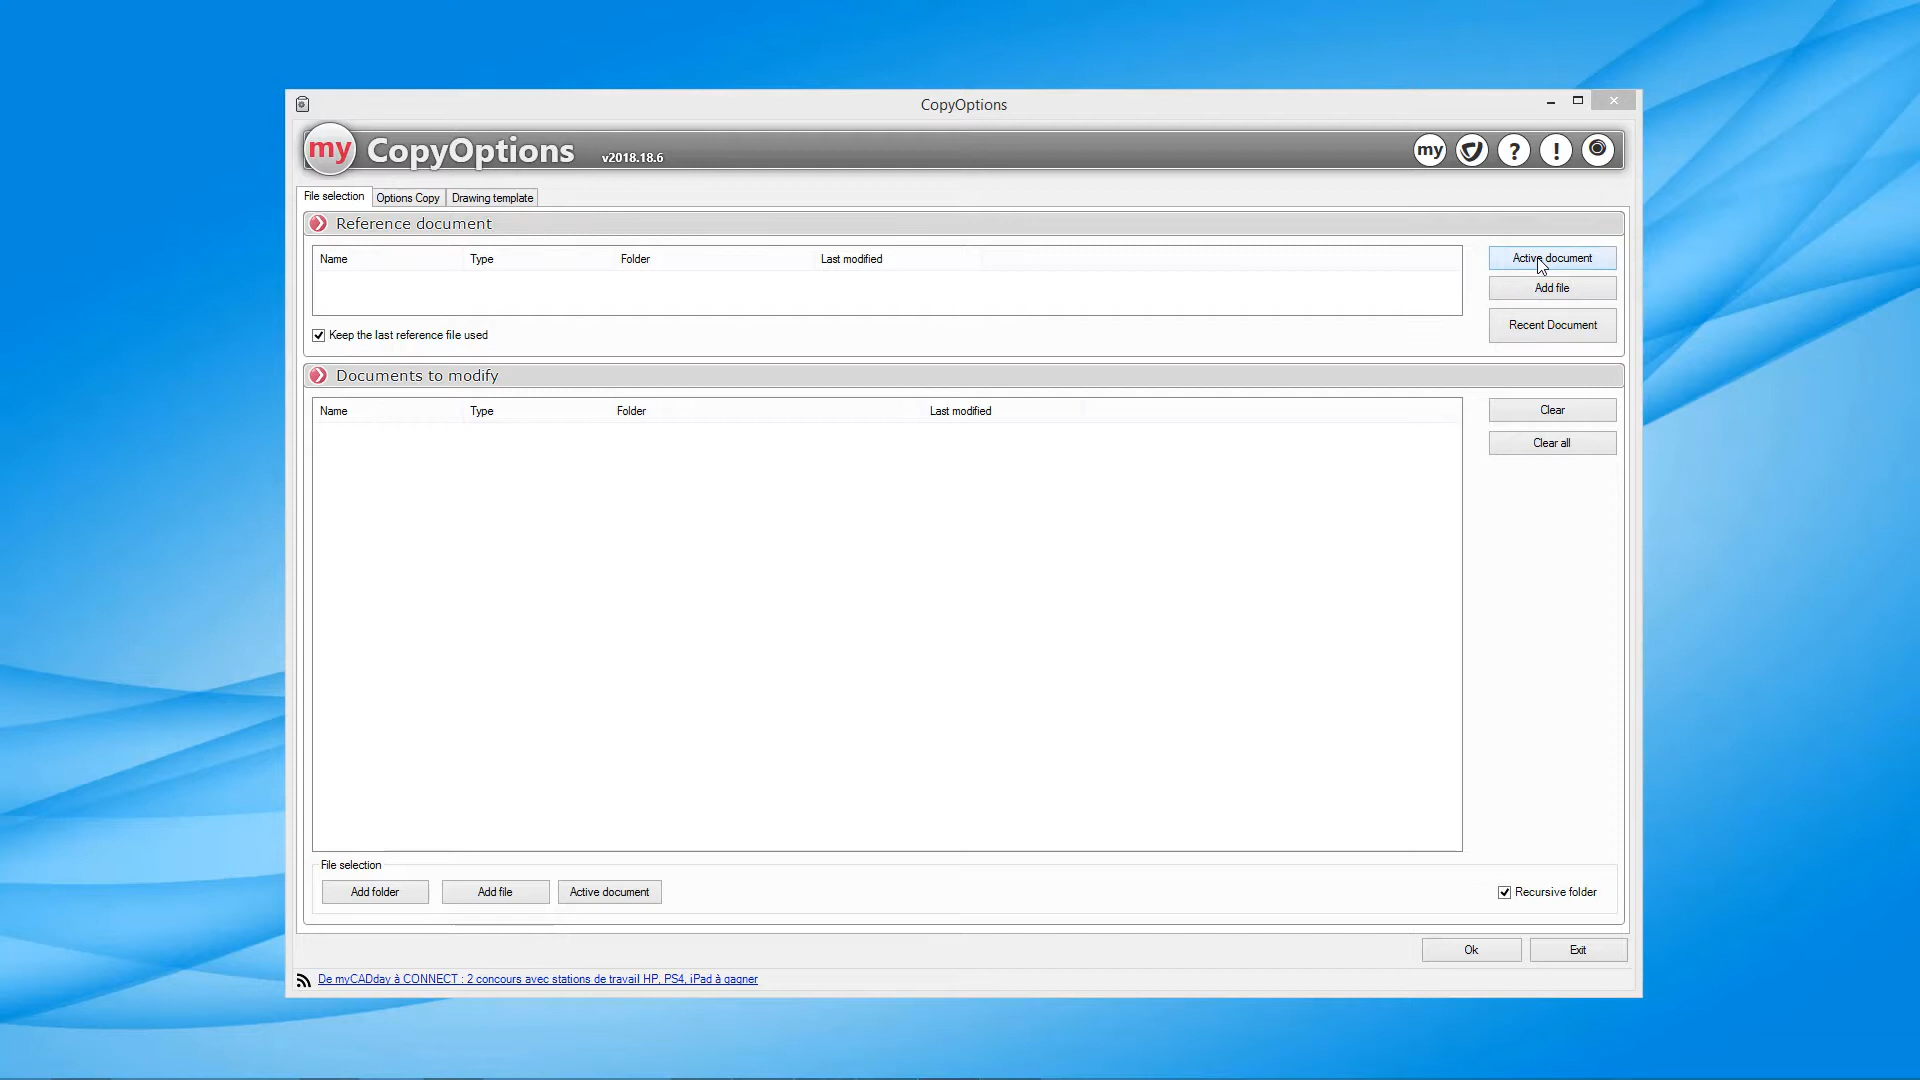 CopyOptions
my CopyOptions v2018.18.6 my ? !
File selection Options Copy Drawing template
Reference document
Name Type Folder Last modified
Active document
Add file
Recent Document
Keep the last reference file used
Documents to modify
Name Type Folder Last modified
Clear
Clear all
File selection
Add folder Add file Active document Recursive folder
Ok Exit
De myCADday à CONNECT : 2 concours avec stations de travail HP, PS4, iPad à gagner